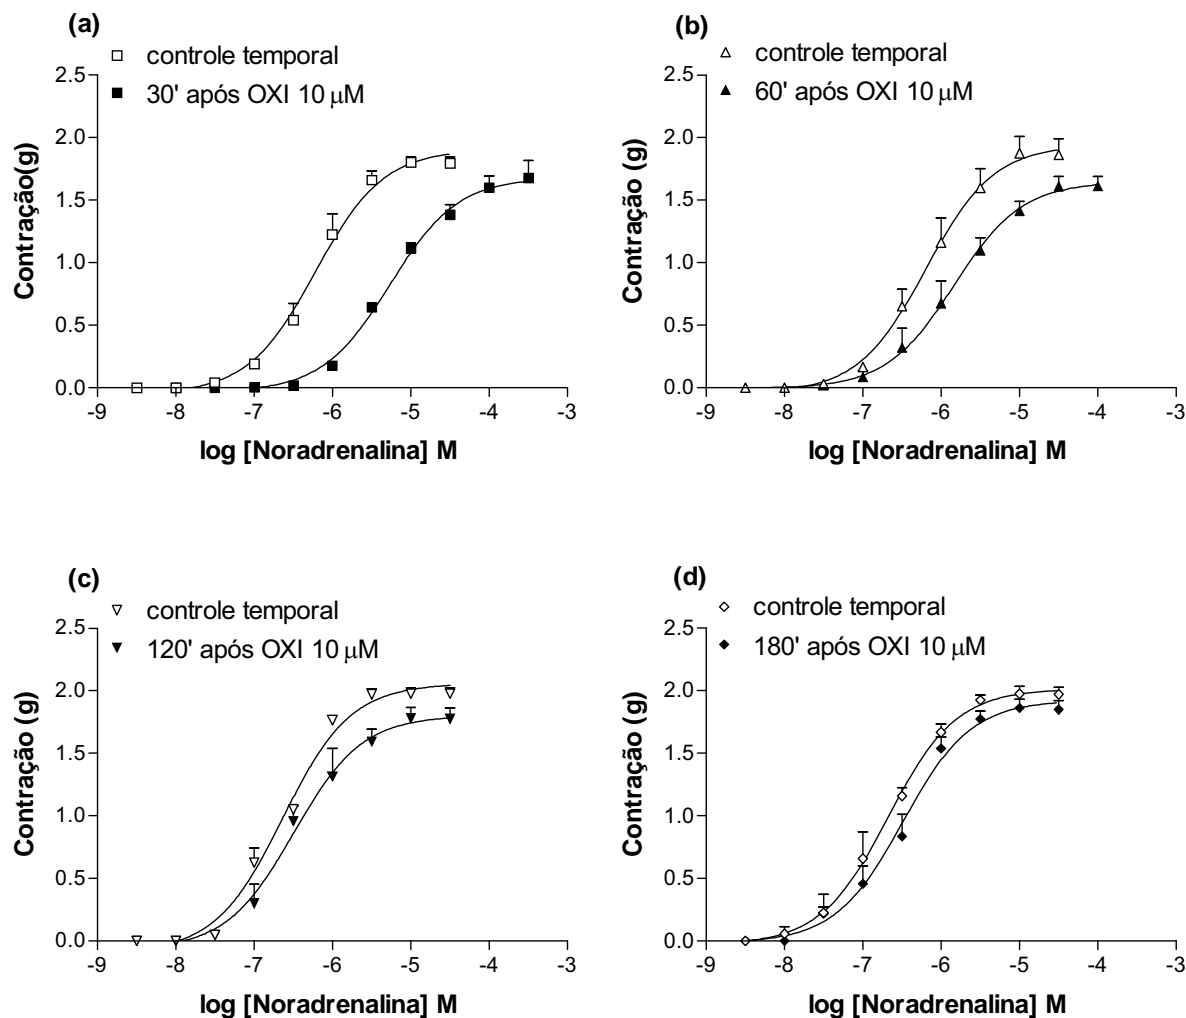 (a)
controle temporal
30' após OXI 10 μM
2.5
2.0
1.5
1.0
0.5
0.0
Contração(g)
-9 -8 -7 -6 -5 -4 -3
log [Noradrenalina] M
(b)
controle temporal
60' após OXI 10 μM
2.5
2.0
1.5
1.0
0.5
0.0
Contração (g)
-9 -8 -7 -6 -5 -4 -3
log [Noradrenalina] M
(c)
controle temporal
120' após OXI 10 μM
2.5
2.0
1.5
1.0
0.5
0.0
Contração (g)
-9 -8 -7 -6 -5 -4 -3
log [Noradrenalina] M
(d)
controle temporal
180' após OXI 10 μM
2.5
2.0
1.5
1.0
0.5
0.0
Contração (g)
-9 -8 -7 -6 -5 -4 -3
log [Noradrenalina] M